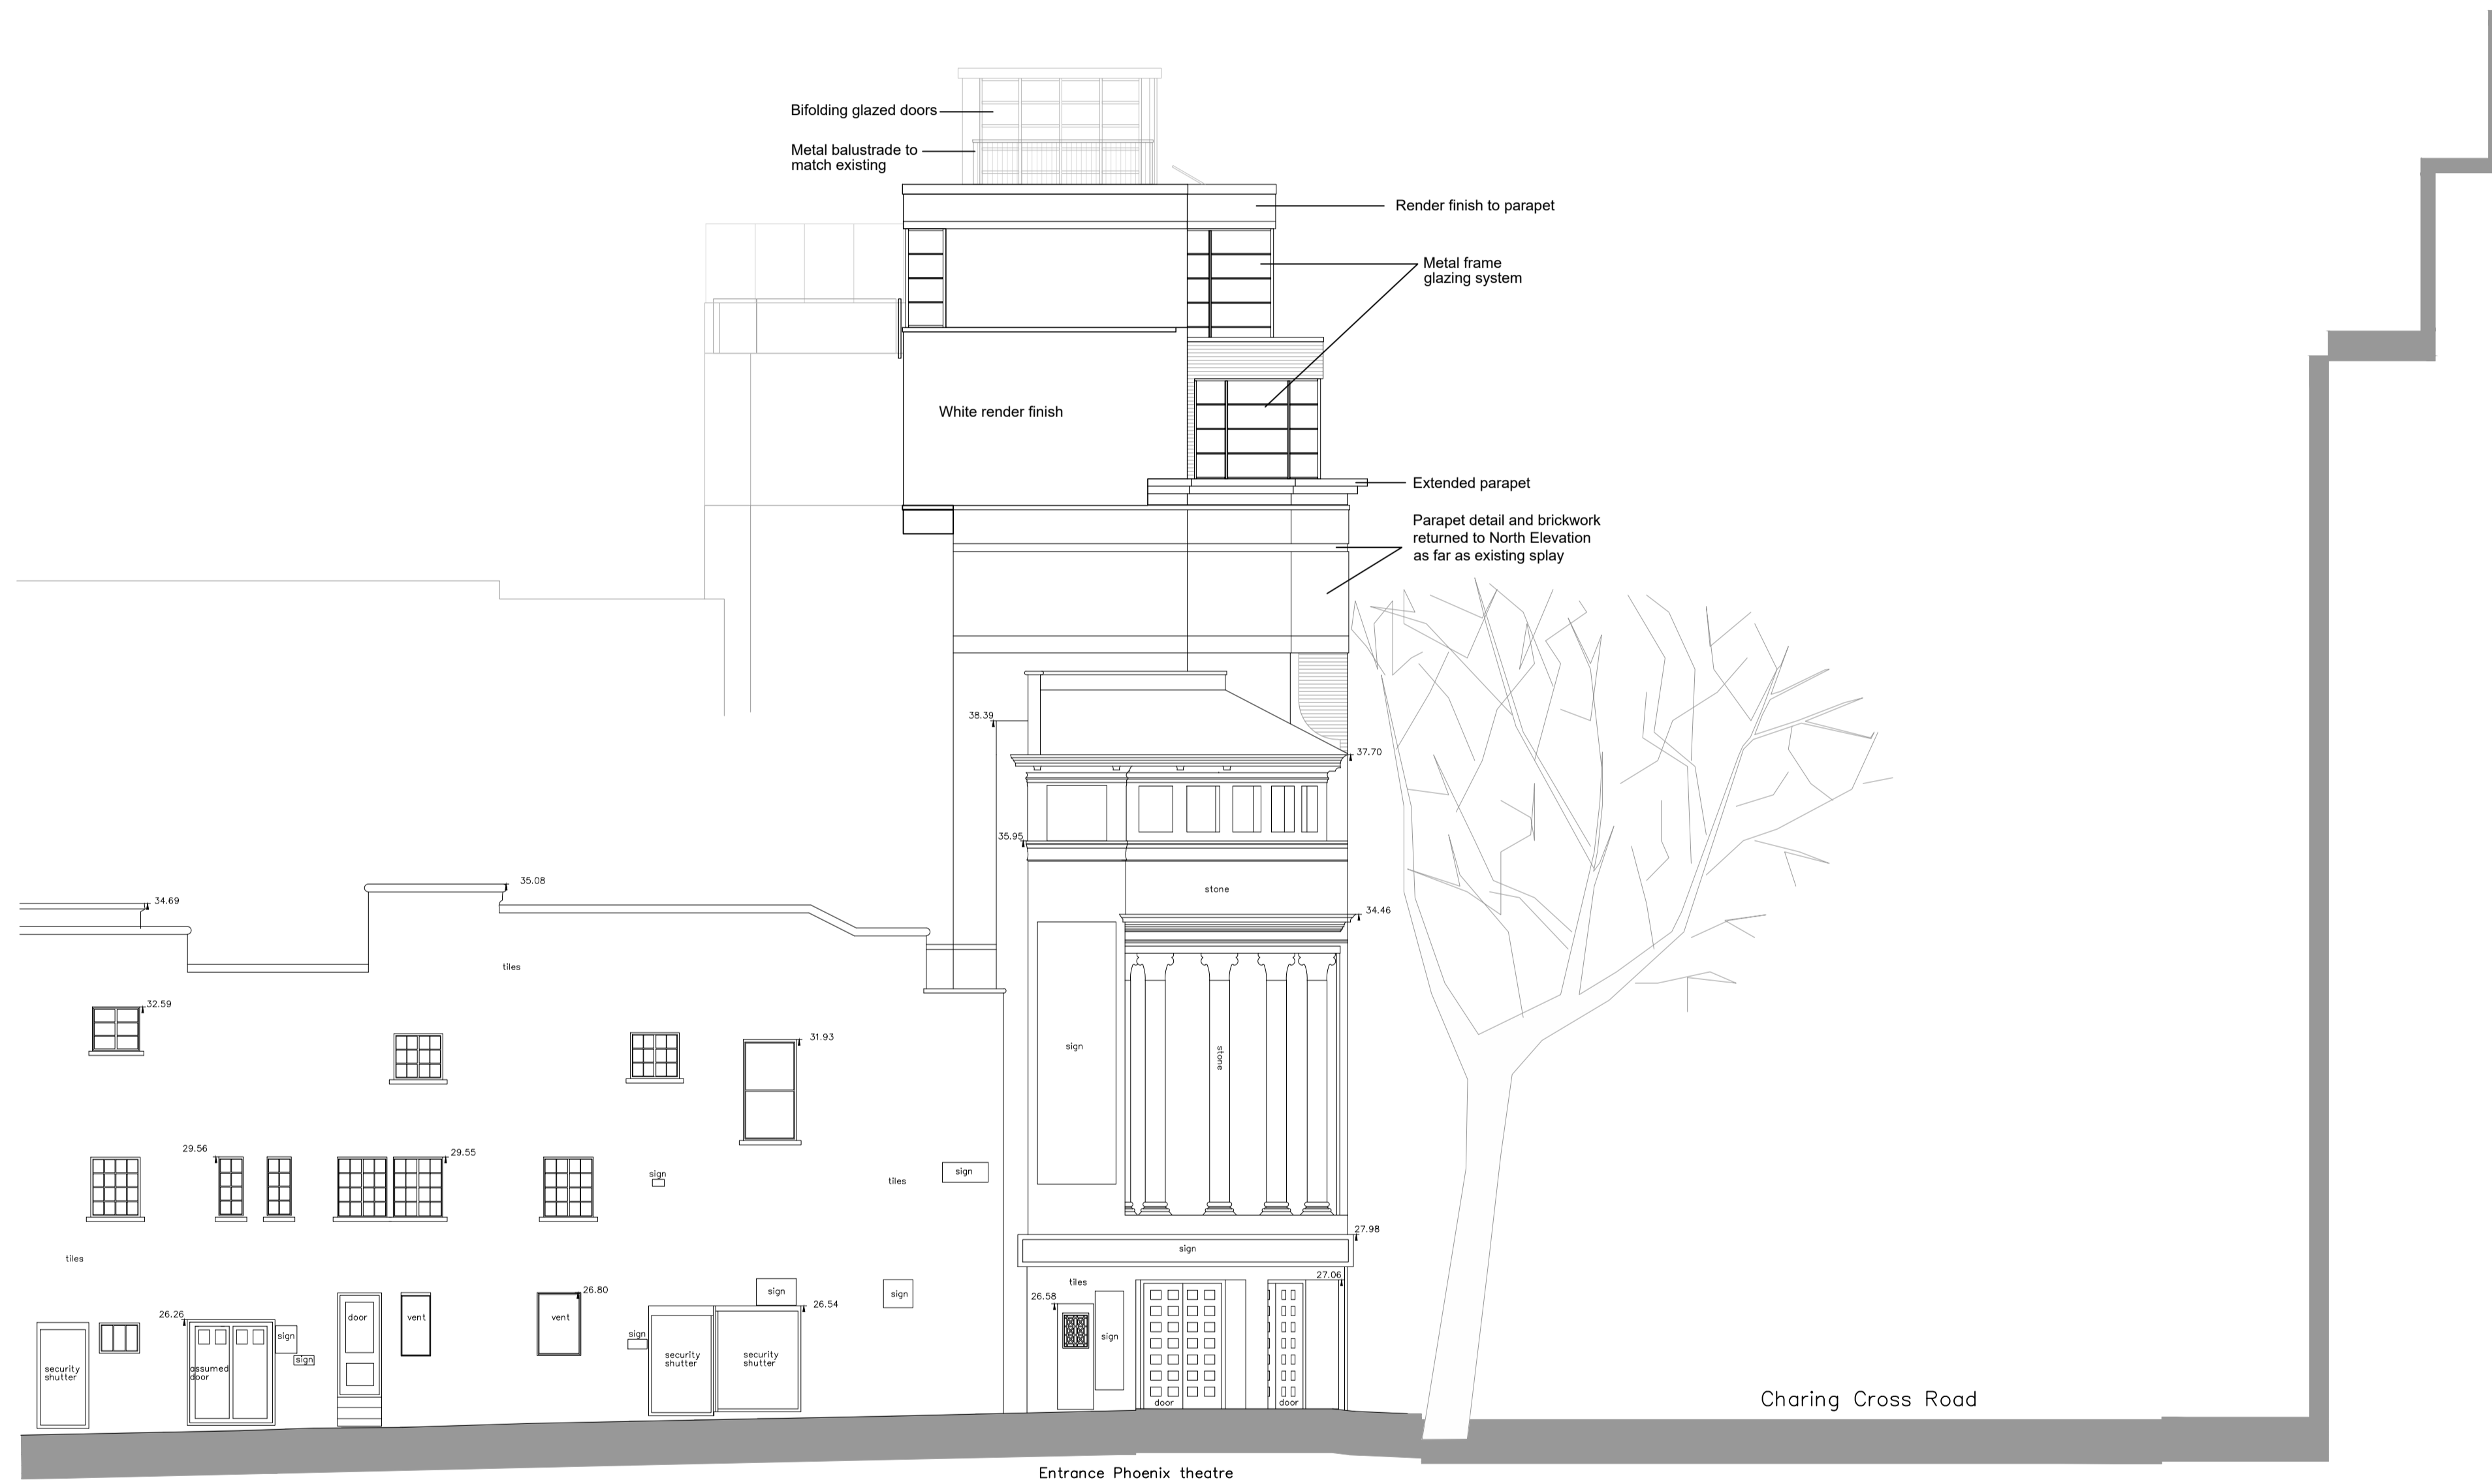 Bifolding glazed doors
Metal balustrade to
match existing
Render finish to parapet
Metal frame
glazing system
White render finish
Extended parapet
Parapet detail and brickwork
returned to North Elevation
as far as existing splay
38.39
37.70
35.95
35.08
stone
34.69
34.46
tiles
32.59
31.93
sign
stone
29.56
29.55
sign
sign
tiles
27.98
sign
tiles
27.06
tiles
26.80
sign
sign
26.58
26.54
26.26
door
vent
vent
sign
sign
sign
sign
security
shutter
assumed
door
security
shutter
security
shutter
door
door
Charing Cross Road
Entrance Phoenix theatre